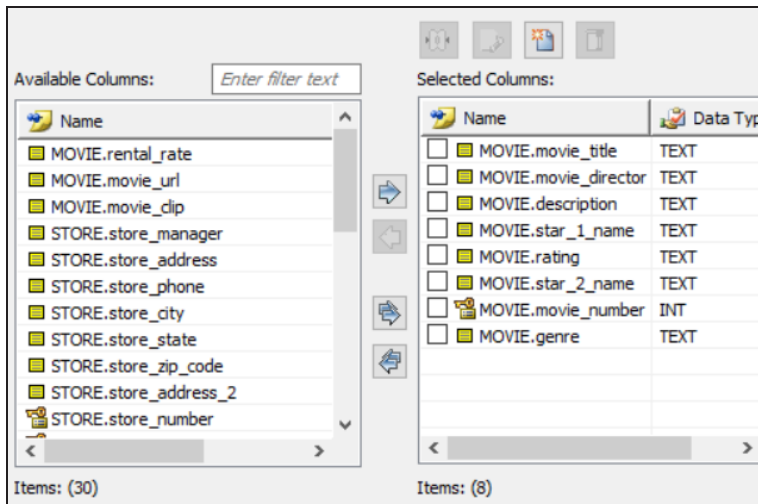 Available Columns:
Enter filter text
Name
MOVIE.rental_rate
MOVIE.movie_url
MOVIE.movie_clip
STORE.store_manager
STORE.store_address
STORE.store_phone
STORE.store_city
STORE.store_state
STORE.store_zip_code
STORE.store_address_2
STORE.store_number
Items: (30)
Selected Columns:
Name Data Typ
MOVIE.movie_title TEXT
MOVIE.movie_director TEXT
MOVIE.description TEXT
MOVIE.star_1_name TEXT
MOVIE.rating TEXT
MOVIE.star_2_name TEXT
MOVIE.movie_number INT
MOVIE.genre TEXT
Items: (8)